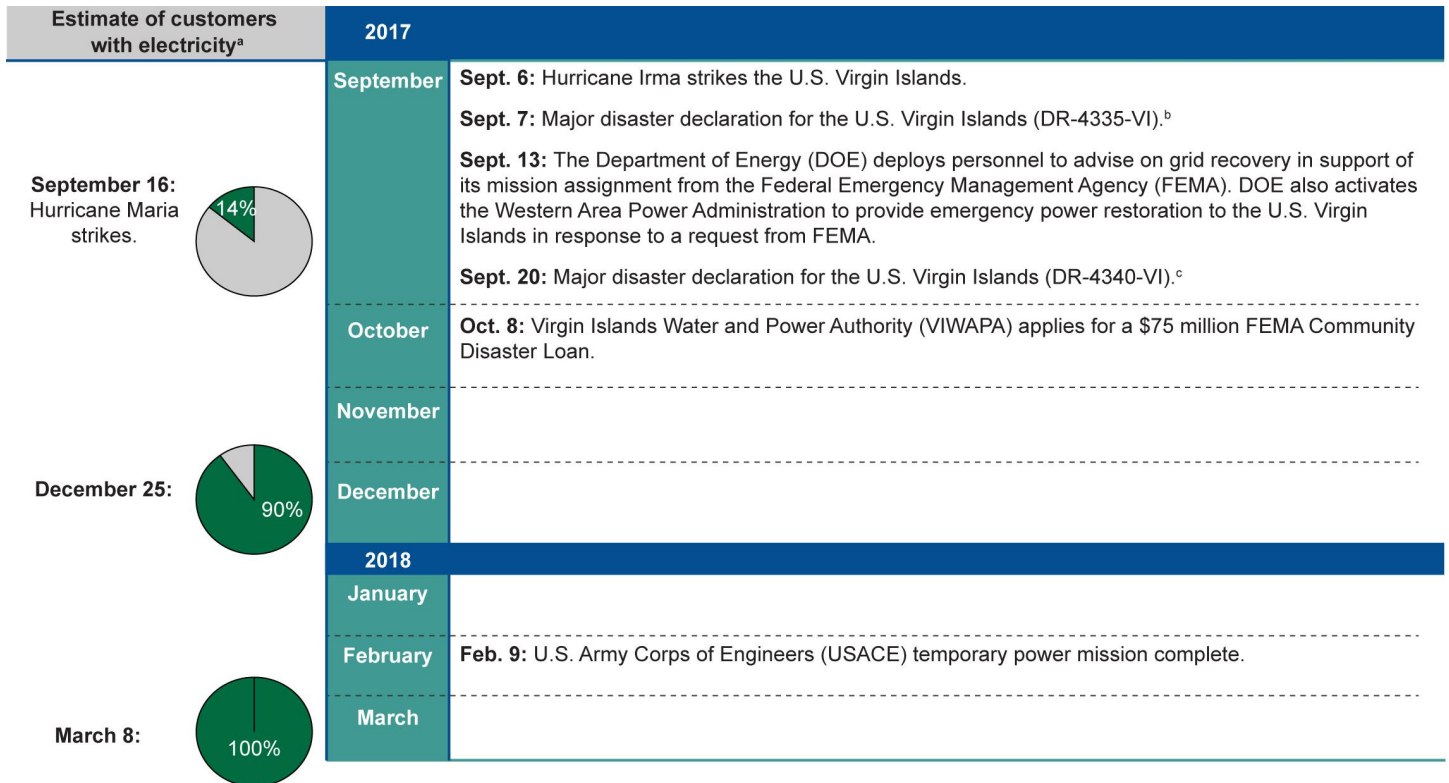 Estimate of customers
with electricityᵃ
2017
September
Sept. 6: Hurricane Irma strikes the U.S. Virgin Islands.
Sept. 7: Major disaster declaration for the U.S. Virgin Islands (DR-4335-VI).ᵇ
Sept. 13: The Department of Energy (DOE) deploys personnel to advise on grid recovery in support of
its mission assignment from the Federal Emergency Management Agency (FEMA). DOE also activates
the Western Area Power Administration to provide emergency power restoration to the U.S. Virgin
Islands in response to a request from FEMA.
Sept. 20: Major disaster declaration for the U.S. Virgin Islands (DR-4340-VI).ᶜ
September 16:
Hurricane Maria
strikes.
14%
October
Oct. 8: Virgin Islands Water and Power Authority (VIWAPA) applies for a $75 million FEMA Community
Disaster Loan.
November
December 25:
90%
December
2018
January
February
Feb. 9: U.S. Army Corps of Engineers (USACE) temporary power mission complete.
March
March 8:
100%